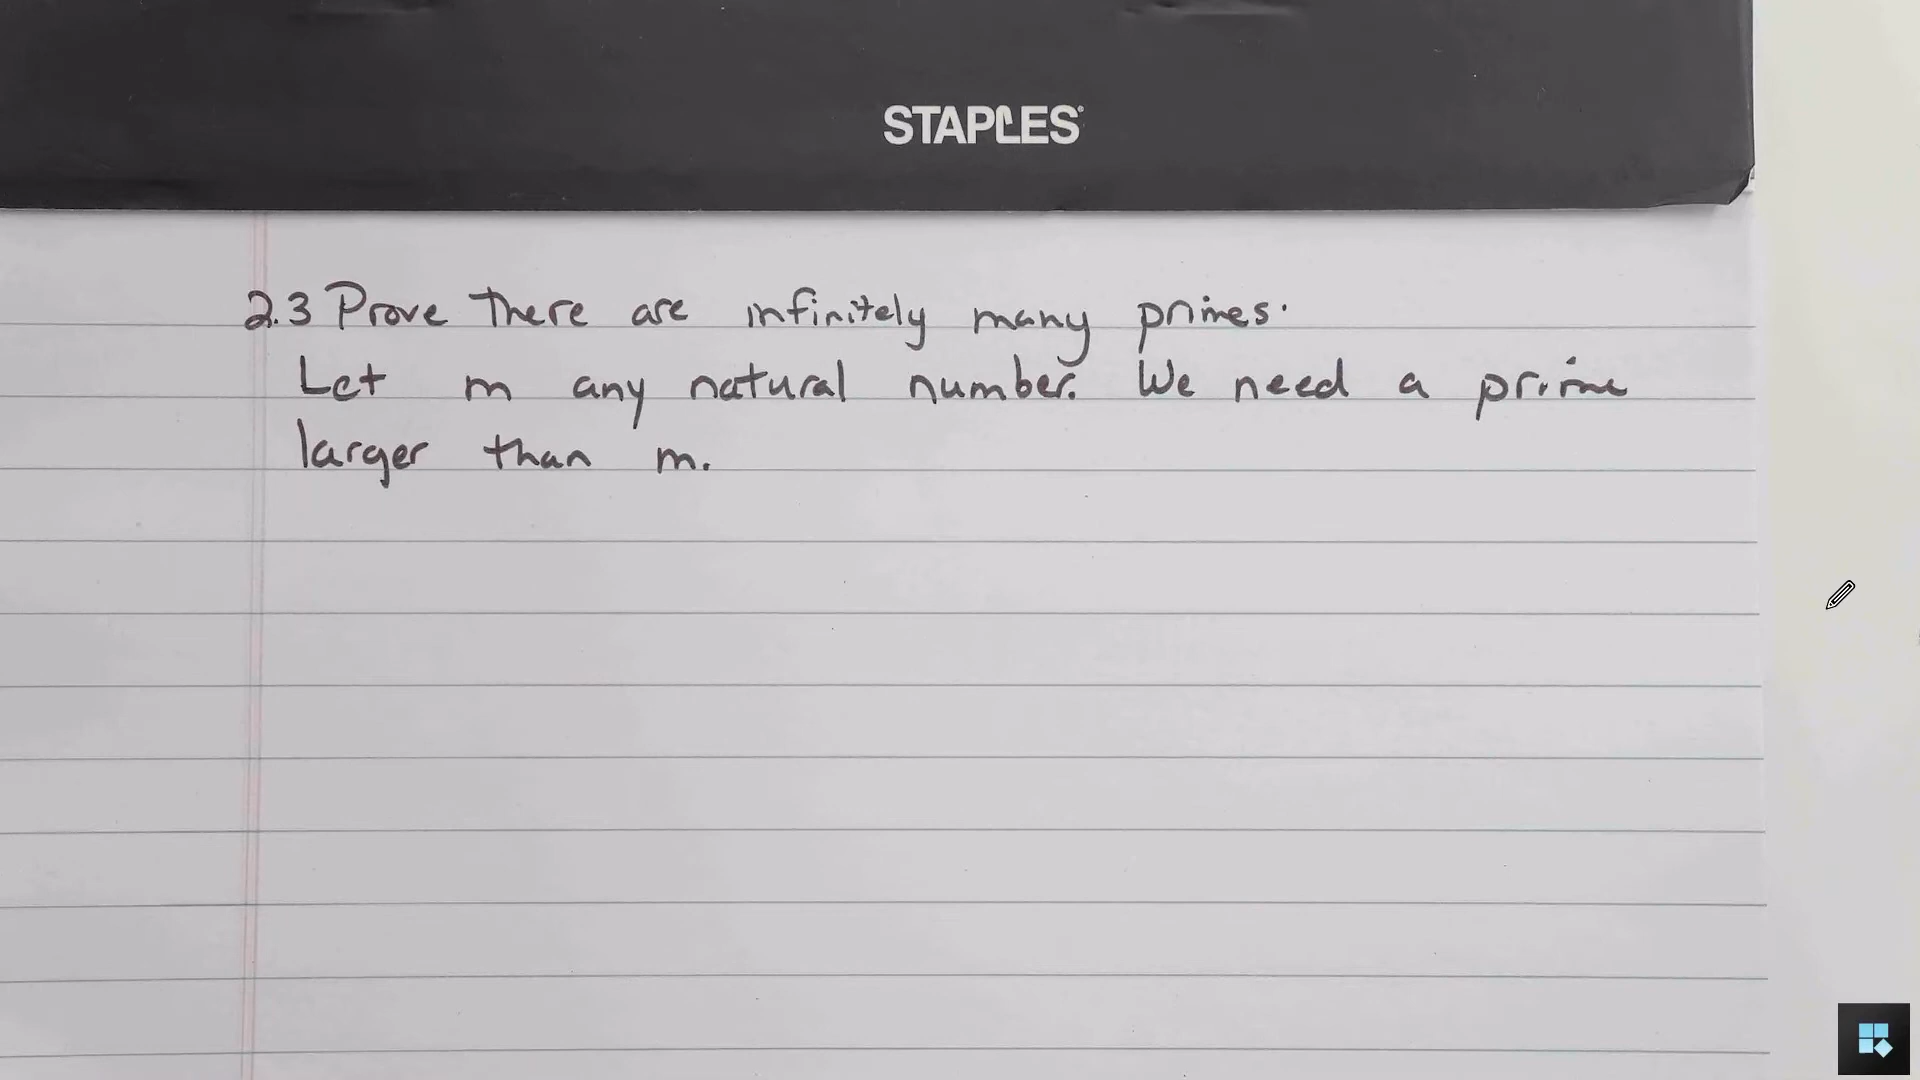 STAPLES
2.3 Prove there are infinitely many primes.
Let m any natural number. We need a prime
larger than m.